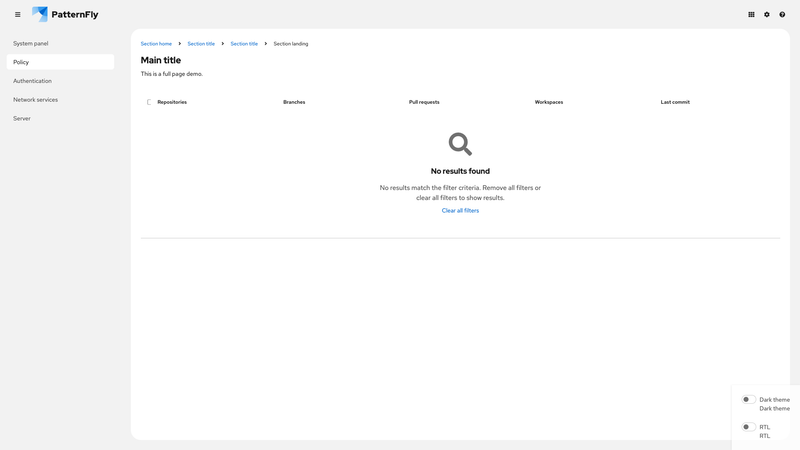 PatternFly
System panel
Policy
Authentication
Network services
Server
Section home
Section title
Section title
Section landing
Main title
This is a full page demo.
Repositories
Branches
Pull requests
Workspaces
Last commit
No results found
No results match the filter criteria. Remove all filters or
clear all filters to show results.
Clear all filters
Dark theme
Dark theme
RTL
RTL